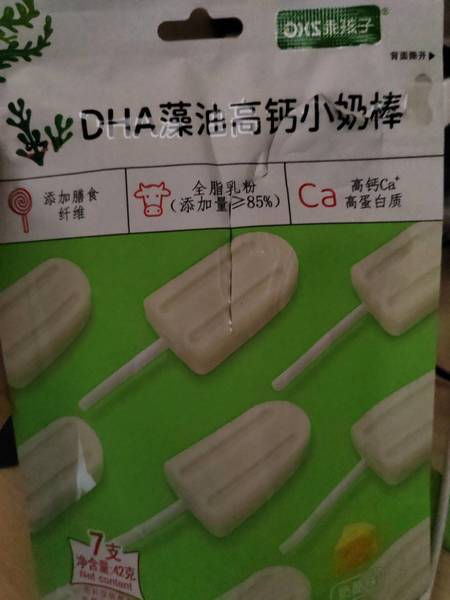 乖孩子
背面撕开
DHA藻油高钙小奶棒
添加膳食
纤维
全脂乳粉
(添加量≥85%)
Ca
高钙Ca⁺
高蛋白质
7支
净含量:42克
Net content